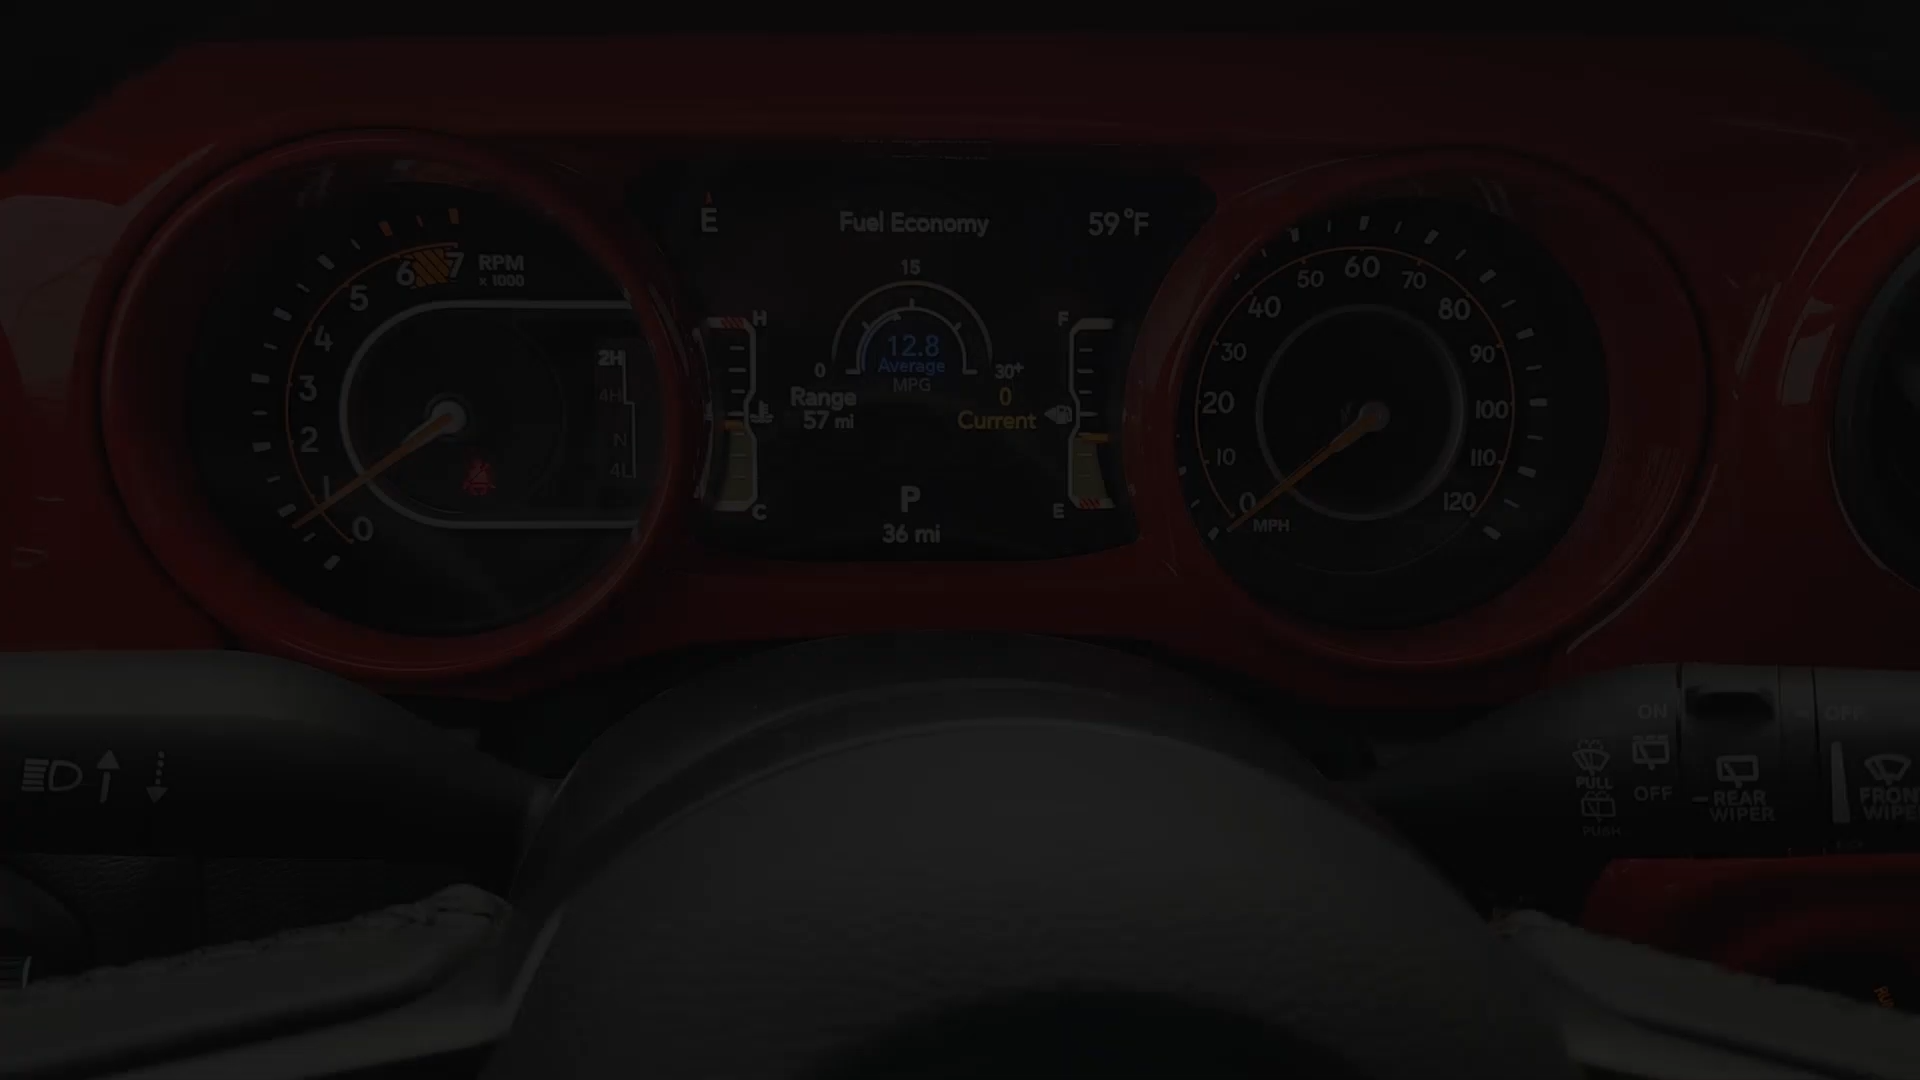 E
Fuel Economy
59°F
6 7 RPM
x 1000
5
4
3
2
1
0
2H
4H
N
4L
H
C
15
0
30+
12.8
Average
MPG
Range
57 mi
0
Current
F
E
P
36 mi
0
10
20
30
40
50
60
70
80
90
100
110
120
MPH
ON
OFF
PULL
PUSH
REAR
WIPER
OFF
FRON
WIPE